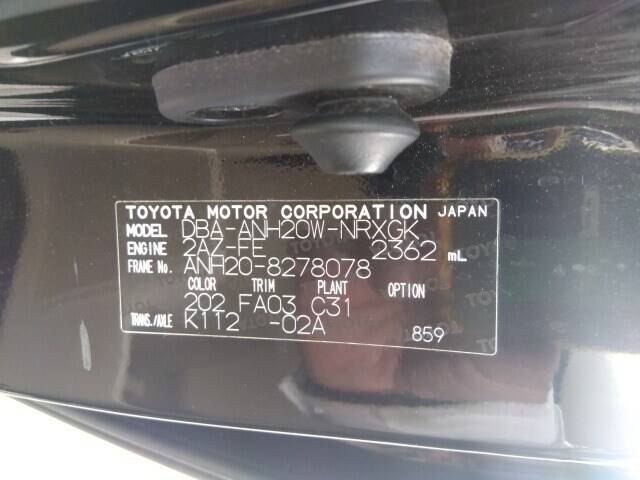 TOYOTA MOTOR CORPORATION JAPAN
MODEL DBA-ANH20W-NRXGK
ENGINE 2AZ-FE 2362 mL
FRAME No. ANH20-8278078
COLOR TRIM PLANT OPTION
202 FA03 C31
TRANS./AXLE K112 -02A
859